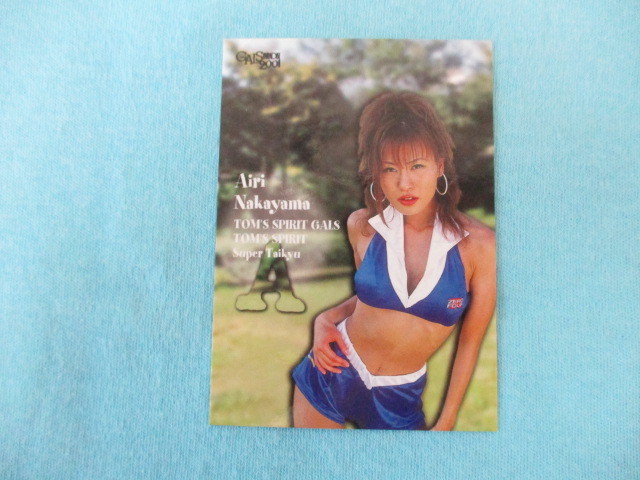 GALS
2001
Airi
Nakayama
TOM'S SPIRIT GALS
TOM'S SPIRIT
Super Taikyu
A